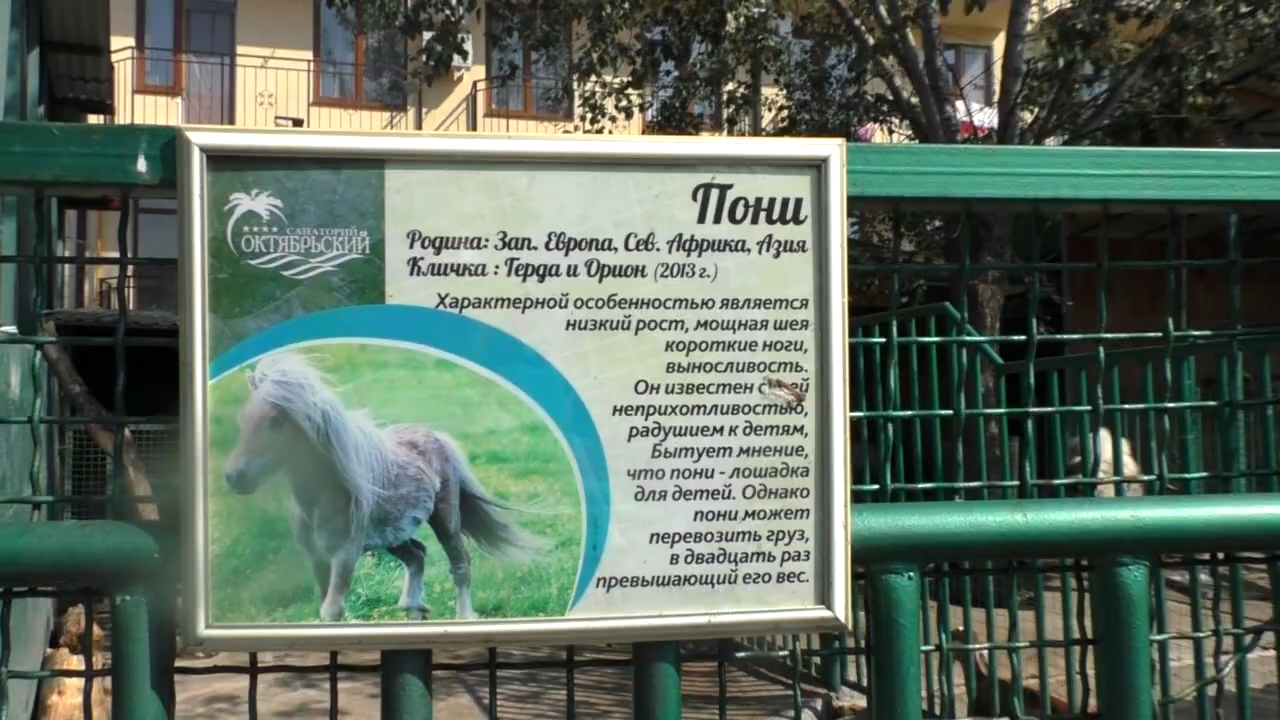 САНАТОРИЙ
ОКТЯБРЬСКИЙ
Пони
Родина: Зап. Европа, Сев. Африка, Азия
Кличка : Герда и Орион (2013 г.)
Характерной особенностью является
низкий рост, мощная шея
короткие ноги,
выносливость.
Он известен
неприхотливостью,
радушием к детям,
Бытует мнение,
что пони - лошадка
для детей. Однако
пони может
перевозить груз,
в двадцать раз
превышающий его вес.